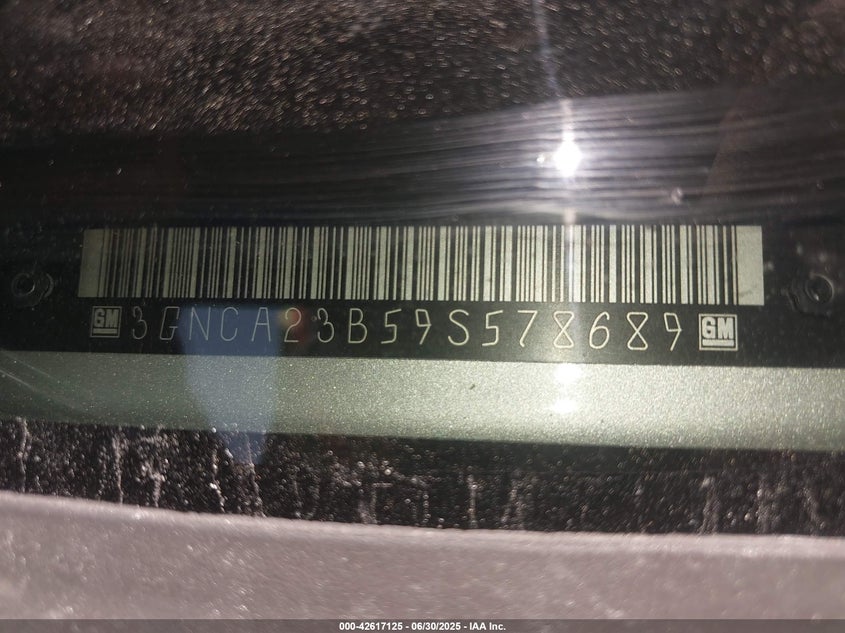 GM 3GNCA23B59S578689 GM
000-42617125 - 06/30/2025 - IAA Inc.